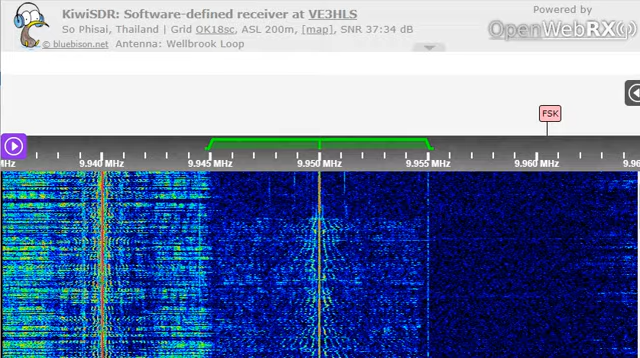 KiwiSDR: Software-defined receiver at VE3HLS
So Phisai, Thailand | Grid OK18sc, ASL 200m, [map], SNR 37:34 dB
© bluebison.net Antenna: Wellbrook Loop
Powered by
OpenWebRX
FSK
MHz 9.940 MHz 9.945 MHz 9.950 MHz 9.955 MHz 9.960 MHz 9.96